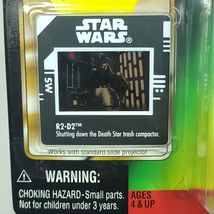 STAR
WARS®
SW
R2-D2™
Shutting down the Death Star trash compactor.
Works with standard slide projector
WARNING:
CHOKING HAZARD-Small parts.
Not for children under 3 years.
AGES
4 & UP